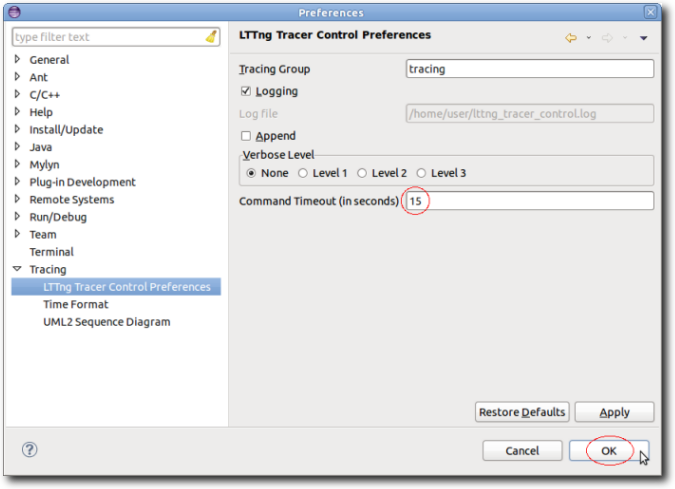 Preferences
type filter text
General
Ant
C/C++
Help
Install/Update
Java
Mylyn
Plug-in Development
Remote Systems
Run/Debug
Team
Terminal
Tracing
LTTng Tracer Control Preferences
Time Format
UML2 Sequence Diagram
LTTng Tracer Control Preferences
Tracing Group tracing
Logging
Log file /home/user/lttng_tracer_control.log
Append
Verbose Level
None Level 1 Level 2 Level 3
Command Timeout (in seconds) 15
Restore Defaults Apply
? Cancel OK